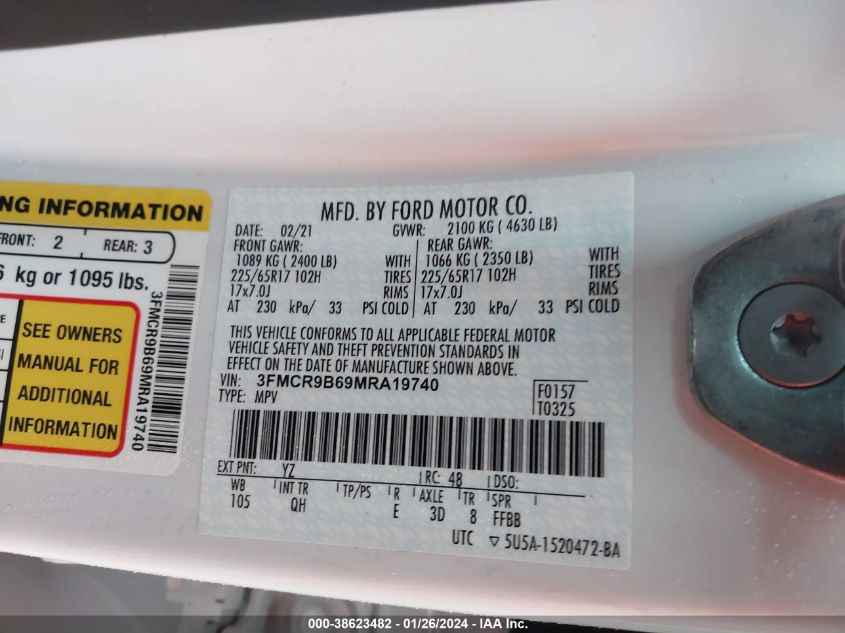 NG INFORMATION
FRONT: 2 REAR: 3
kg or 1095 lbs.
SEE OWNERS
MANUAL FOR
ADDITIONAL
INFORMATION
3FMCR9B69MRA19740
MFD. BY FORD MOTOR CO.
DATE: 02/21 GVWR: 2100 KG ( 4630 LB)
FRONT GAWR: REAR GAWR:
1089 KG ( 2400 LB) WITH 1066 KG ( 2350 LB) WITH
225/65R17 102H TIRES 225/65R17 102H TIRES
17x7.0J RIMS 17x7.0J RIMS
AT 230 kPa/ 33 PSI COLD AT 230 kPa/ 33 PSI COLD
THIS VEHICLE CONFORMS TO ALL APPLICABLE FEDERAL MOTOR
VEHICLE SAFETY AND THEFT PREVENTION STANDARDS IN
EFFECT ON THE DATE OF MANUFACTURE SHOWN ABOVE.
VIN: 3FMCR9B69MRA19740 F0157
TYPE: MPV T0325
EXT PNT: YZ RC: 48 DSO:
WB INT TR TP/PS R AXLE TR SPR
105 QH E 3D 8 FFBB
UTC ▽ 5U5A-1520472-BA
000-38623482 - 01/26/2024 - IAA Inc.